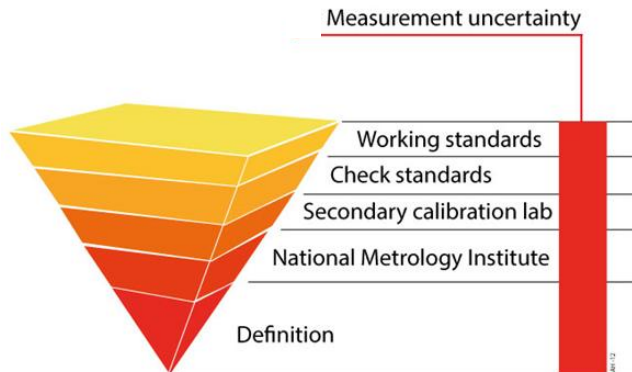 Measurement uncertainty
Working standards
Check standards
Secondary calibration lab
National Metrology Institute
Definition